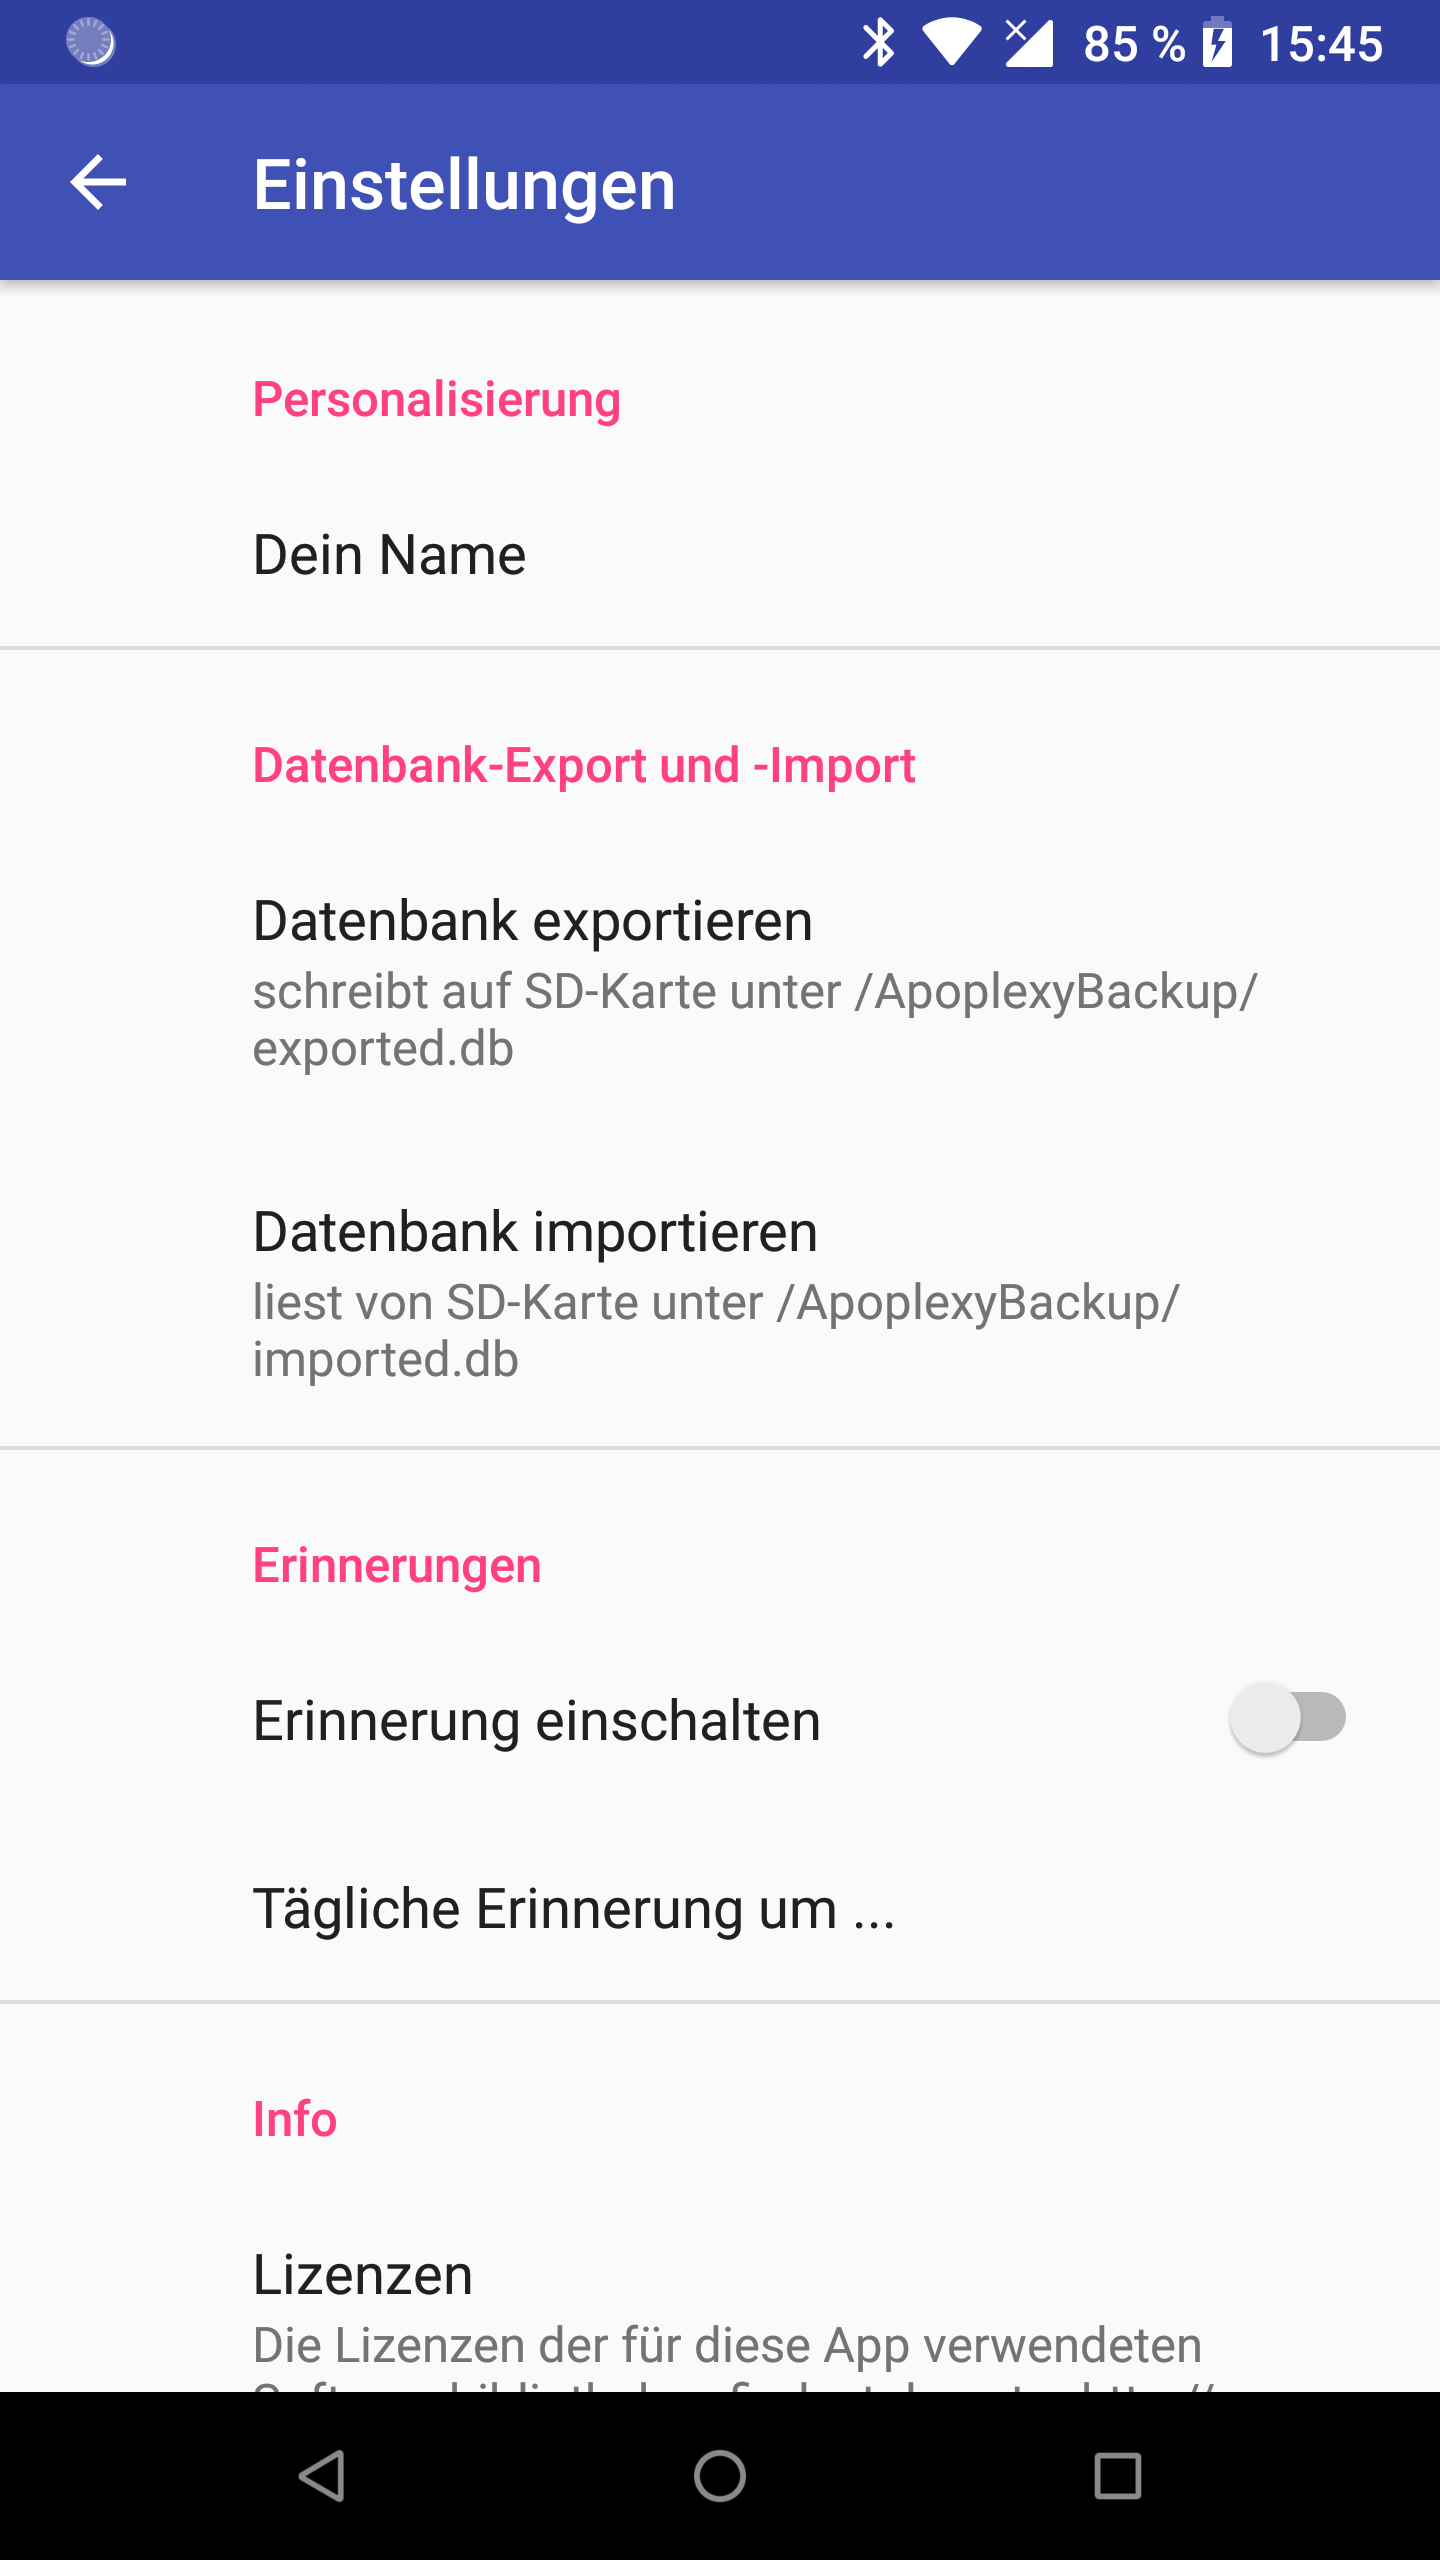 85 % 15:45
Einstellungen
Personalisierung
Dein Name
Datenbank-Export und -Import
Datenbank exportieren
schreibt auf SD-Karte unter /ApoplexyBackup/
exported.db
Datenbank importieren
liest von SD-Karte unter /ApoplexyBackup/
imported.db
Erinnerungen
Erinnerung einschalten
Tägliche Erinnerung um ...
Info
Lizenzen
Die Lizenzen der für diese App verwendeten